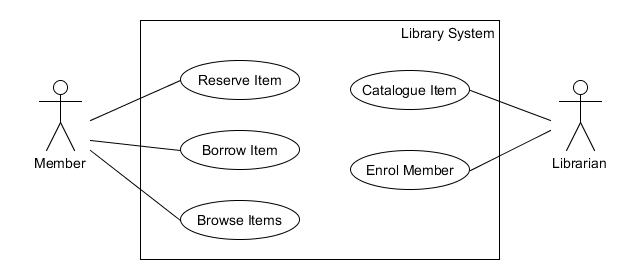 Library System
Reserve Item
Catalogue Item
Borrow Item
Member
Librarian
Enrol Member
Browse Items